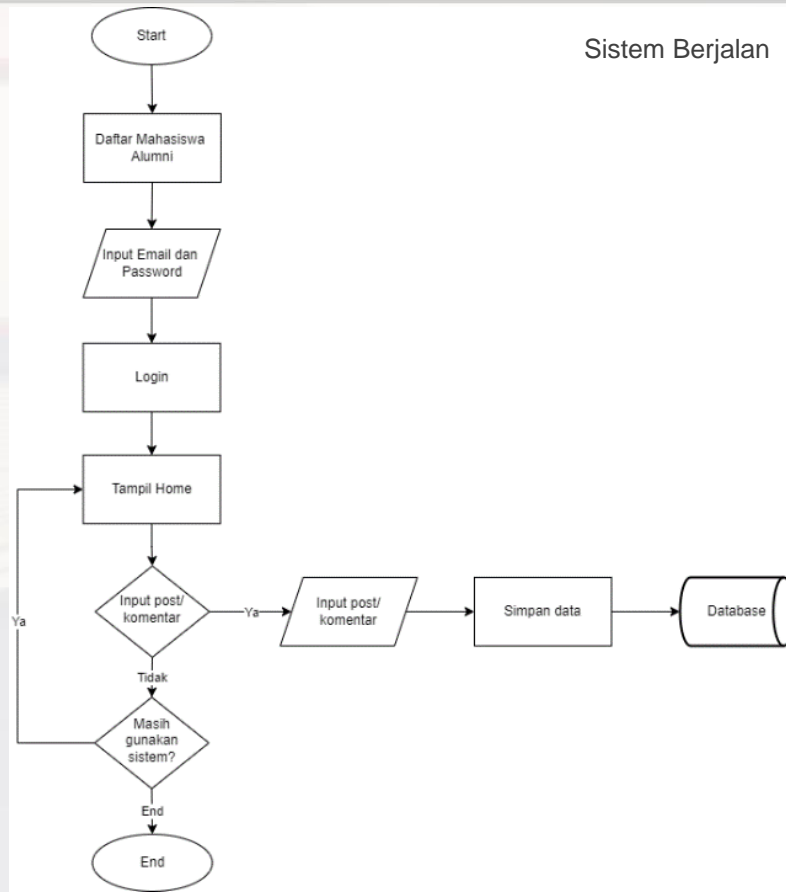 Sistem Berjalan
Start
Daftar Mahasiswa
Alumni
Input Email dan
Password
Login
Tampil Home
Input post/
komentar
Ya
Input post/
komentar
Simpan data
Database
Ya
Tidak
Masih
gunakan
sistem?
End
End